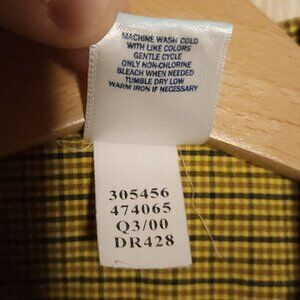 MACHINE WASH COLD
WITH LIKE COLORS
GENTLE CYCLE
ONLY NON-CHLORINE
BLEACH WHEN NEEDED
TUMBLE DRY LOW
WARM IRON IF NECESSARY
305456
474065
Q3/00
DR428